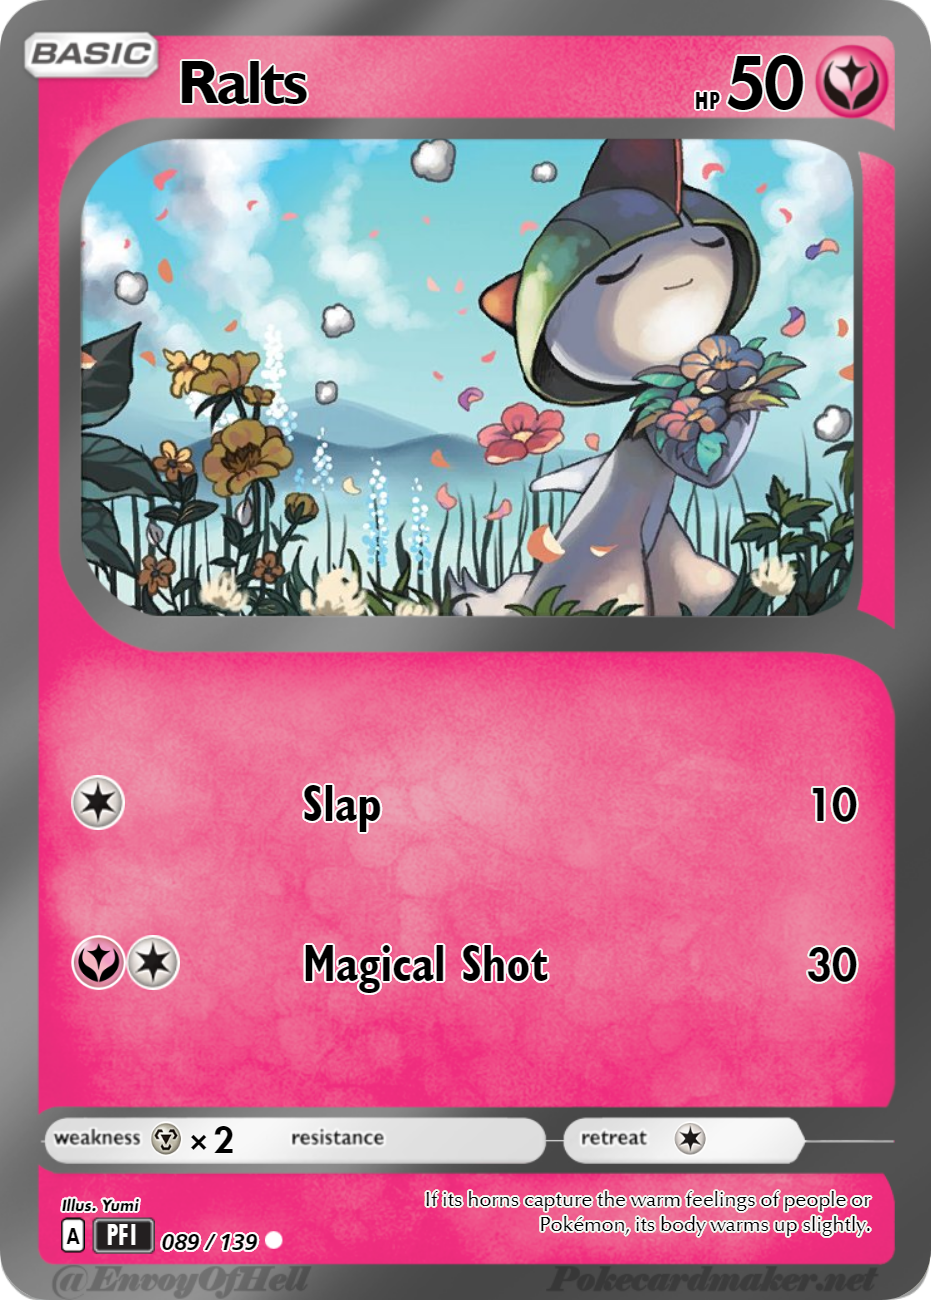 BASIC Ralts HP 50
Slap 10
Magical Shot 30
weakness × 2 resistance retreat
Illus. Yumi
If its horns capture the warm feelings of people or
Pokémon, its body warms up slightly.
A PFI 089 / 139
@EnvoyOfHell Pokecardmaker.net